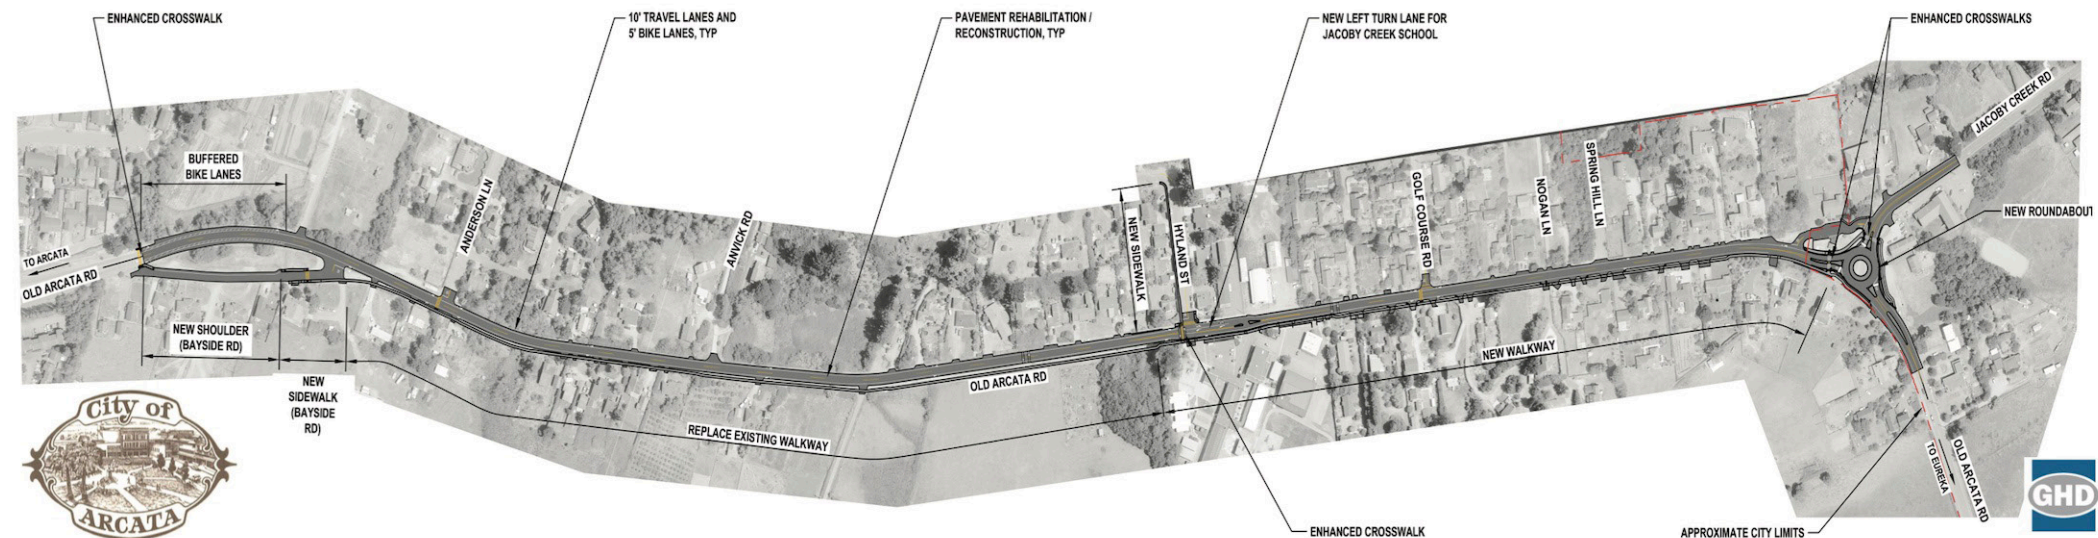 ENHANCED CROSSWALK
10' TRAVEL LANES AND
5' BIKE LANES, TYP
PAVEMENT REHABILITATION /
RECONSTRUCTION, TYP
NEW LEFT TURN LANE FOR
JACOBY CREEK SCHOOL
ENHANCED CROSSWALKS
JACOBY CREEK RD
BUFFERED
BIKE LANES
ANDERSON LN
ANVICK RD
NEW SIDEWALK
HYLAND ST
GOLF COURSE RD
NOGAN LN
SPRING HILL LN
NEW ROUNDABOUT
TO ARCATA
OLD ARCATA RD
NEW SHOULDER
(BAYSIDE RD)
NEW
SIDEWALK
(BAYSIDE
RD)
OLD ARCATA RD
NEW WALKWAY
REPLACE EXISTING WALKWAY
TO EUREKA
OLD ARCATA RD
ENHANCED CROSSWALK
APPROXIMATE CITY LIMITS
City of
ARCATA
GHD